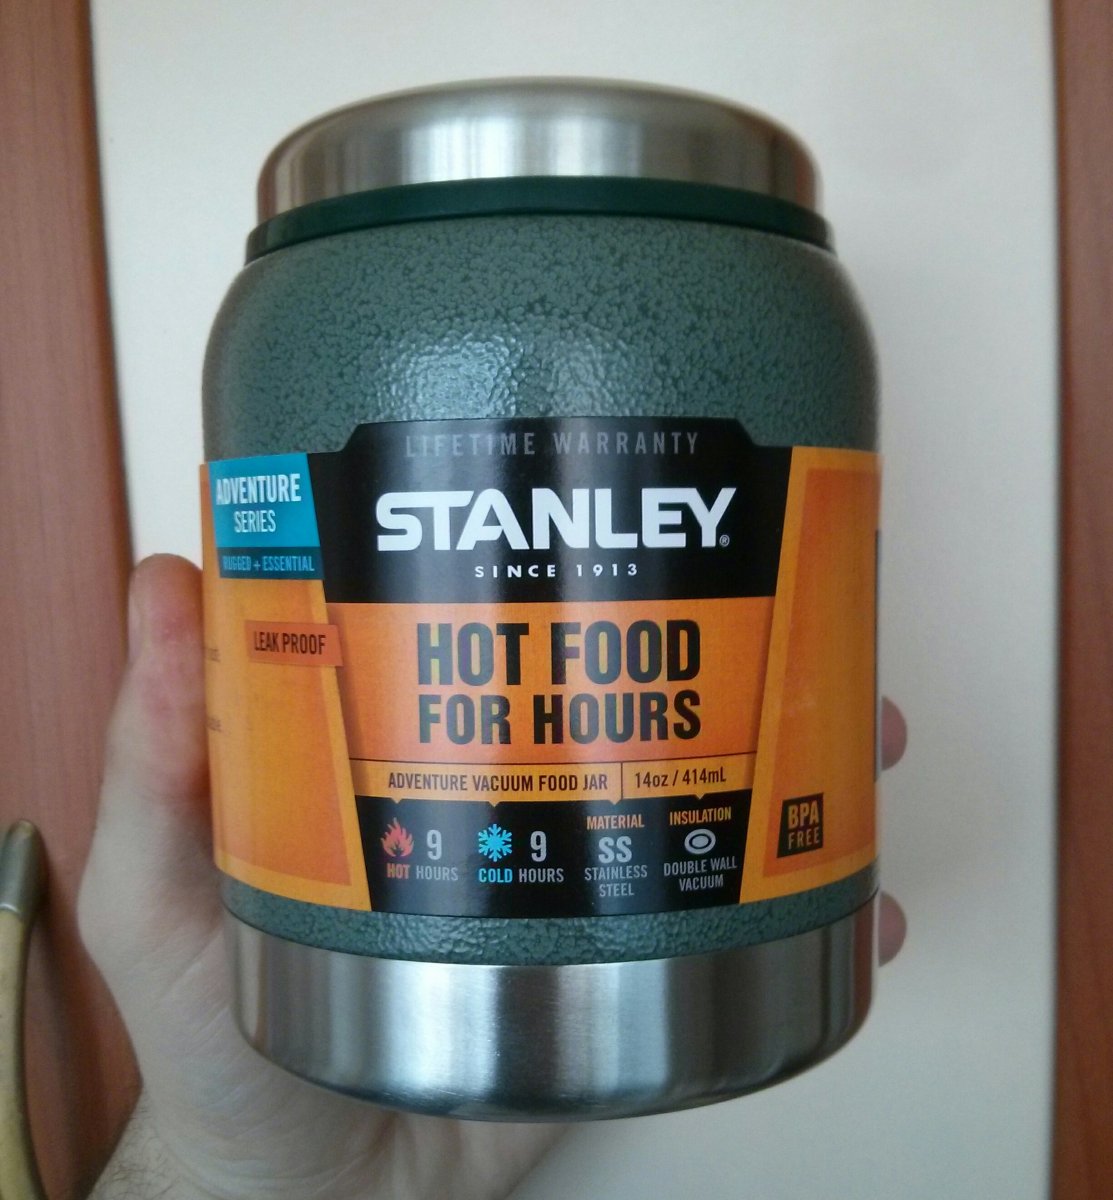 LIFETIME WARRANTY
ADVENTURE
SERIES
RUGGED + ESSENTIAL
STANLEY®
SINCE 1913
LEAK PROOF
HOT FOOD
FOR HOURS
ADVENTURE VACUUM FOOD JAR
14oz / 414mL
9
HOT HOURS
9
COLD HOURS
MATERIAL
SS
STAINLESS
STEEL
INSULATION
DOUBLE WALL
VACUUM
BPA
FREE